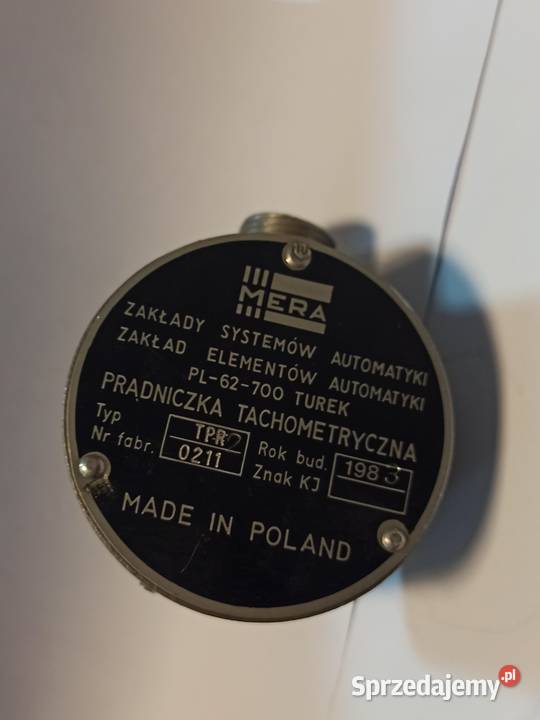 MERA
ZAKŁADY SYSTEMÓW AUTOMATYKI
ZAKŁAD ELEMENTÓW AUTOMATYKI
PL-62-700 TUREK
PRĄDNICZKA TACHOMETRYCZNA
Typ TPR2 Rok bud. 1983
Nr fabr. 0211 Znak KJ
MADE IN POLAND
Sprzedajemy.pl